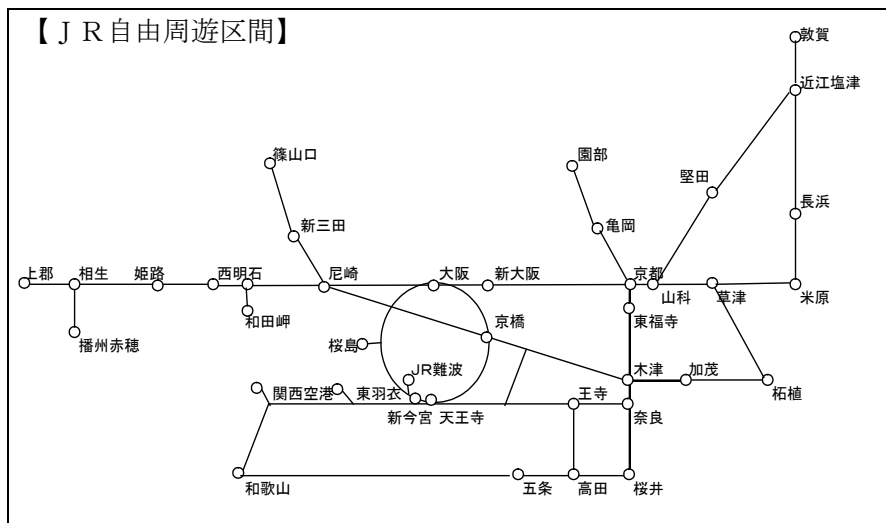 【ＪＲ自由周遊区間】
敦賀
近江塩津
篠山口
園部
堅田
新三田
亀岡
長浜
上郡
相生
姫路
西明石
尼崎
大阪
新大阪
京都
山科
草津
米原
和田岬
東福寺
播州赤穂
桜島
京橋
JR難波
木津
加茂
柘植
関西空港
東羽衣
新今宮
天王寺
王寺
奈良
和歌山
五条
高田
桜井